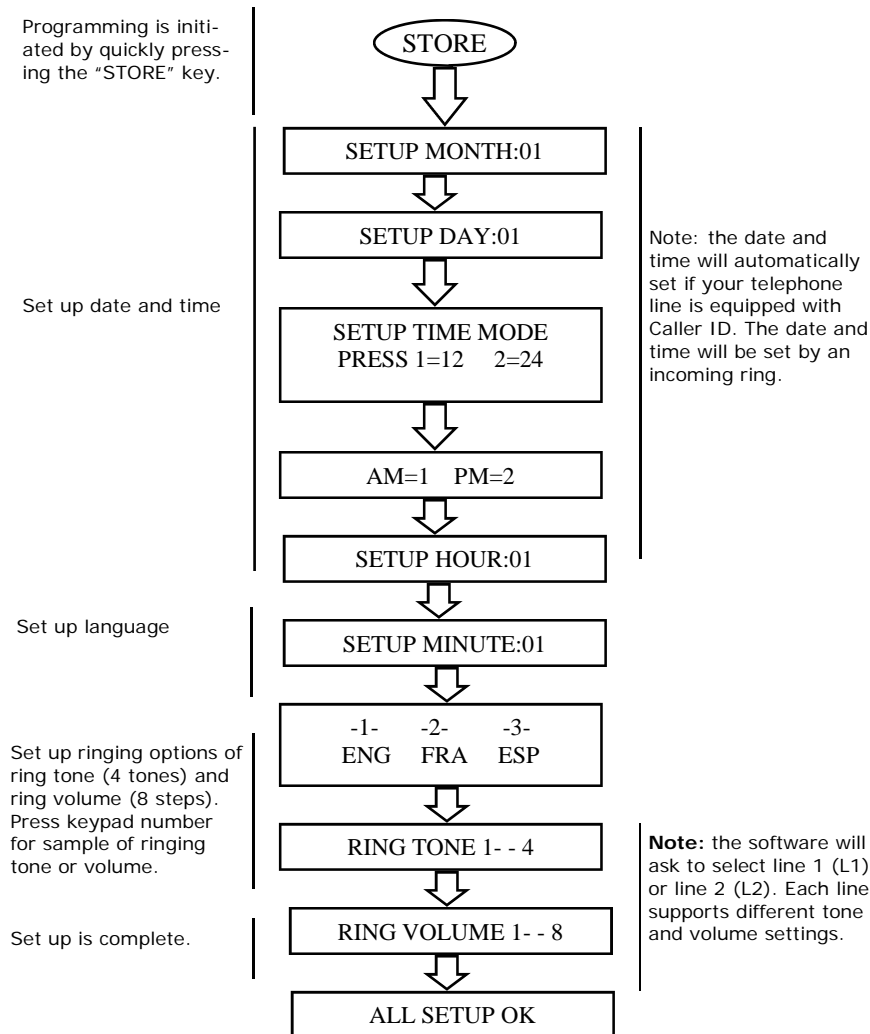 Programming is initi-
ated by quickly press-
ing the “STORE” key.
STORE
SETUP MONTH:01
SETUP DAY:01
Set up date and time
SETUP TIME MODE
PRESS 1=12 2=24
Note: the date and
time will automatically
set if your telephone
line is equipped with
Caller ID. The date and
time will be set by an
incoming ring.
AM=1 PM=2
SETUP HOUR:01
Set up language
SETUP MINUTE:01
-1- -2- -3-
ENG FRA ESP
Set up ringing options of
ring tone (4 tones) and
ring volume (8 steps).
Press keypad number
for sample of ringing
tone or volume.
RING TONE 1- - 4
Note: the software will
ask to select line 1 (L1)
or line 2 (L2). Each line
supports different tone
and volume settings.
Set up is complete.
RING VOLUME 1- - 8
ALL SETUP OK